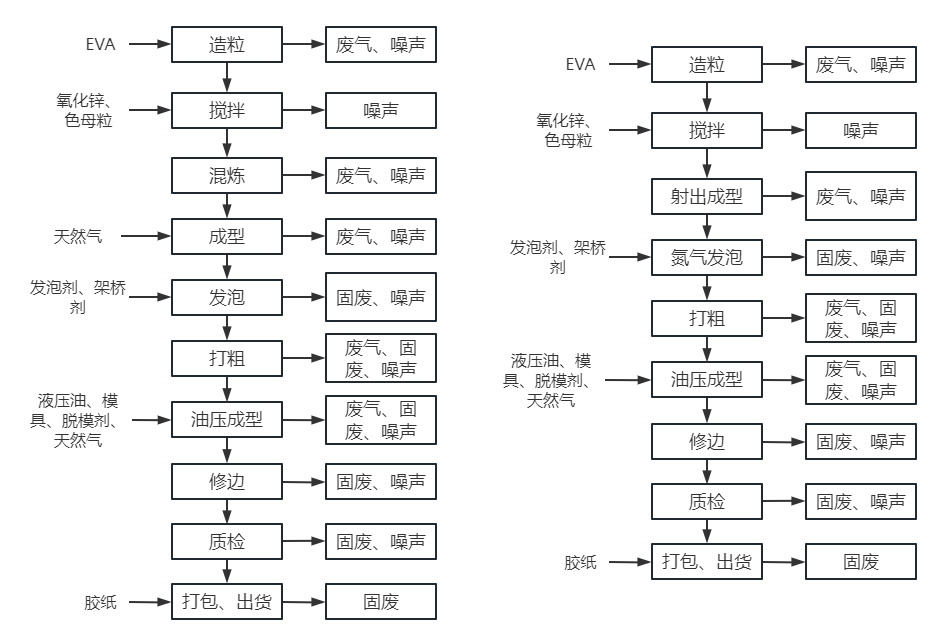 EVA
造粒
废气、噪声
氧化锌、
色母粒
搅拌
噪声
混炼
废气、噪声
天然气
成型
废气、噪声
发泡剂、架桥
剂
发泡
固废、噪声
打粗
废气、固
废、噪声
液压油、模
具、脱模剂、
天然气
油压成型
废气、固
废、噪声
修边
固废、噪声
质检
固废、噪声
胶纸
打包、出货
固废
EVA
造粒
废气、噪声
氧化锌、
色母粒
搅拌
噪声
射出成型
废气、噪声
发泡剂、架桥
剂
氮气发泡
固废、噪声
打粗
废气、固
废、噪声
液压油、模
具、脱模剂、
天然气
油压成型
废气、固
废、噪声
修边
固废、噪声
质检
固废、噪声
胶纸
打包、出货
固废